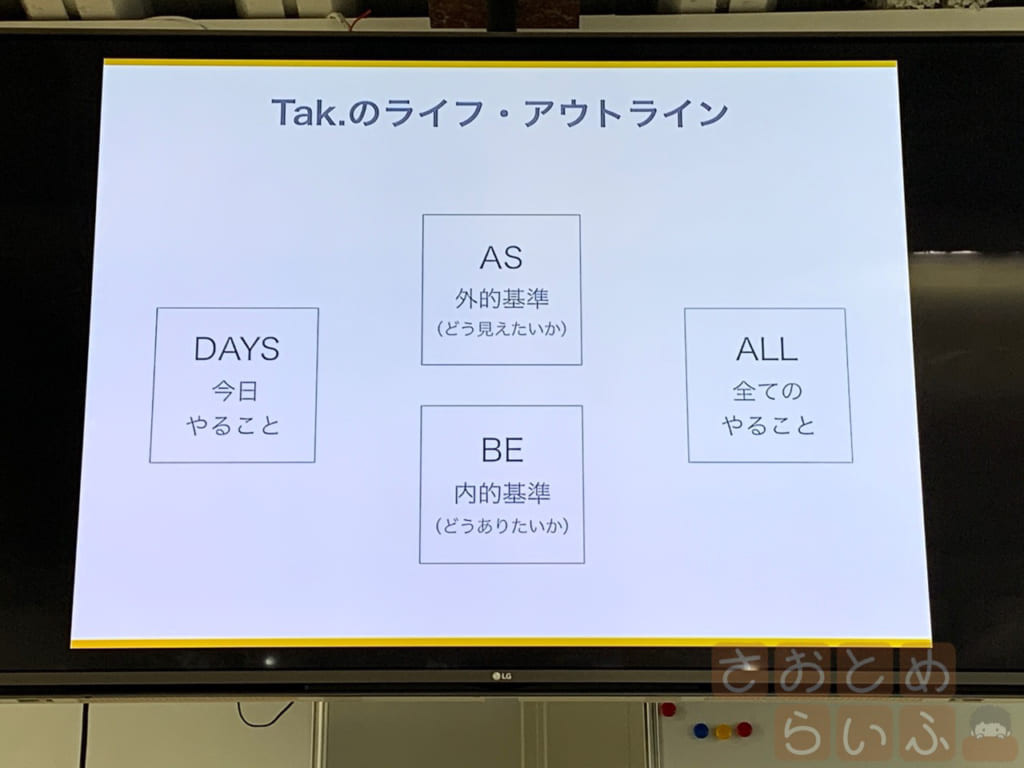 Tak.のライフ・アウトライン
DAYS
今日
やること
AS
外的基準
(どう見えたいか)
BE
内的基準
(どうありたいか)
ALL
全ての
やること
LG
さおとめ
らいふ